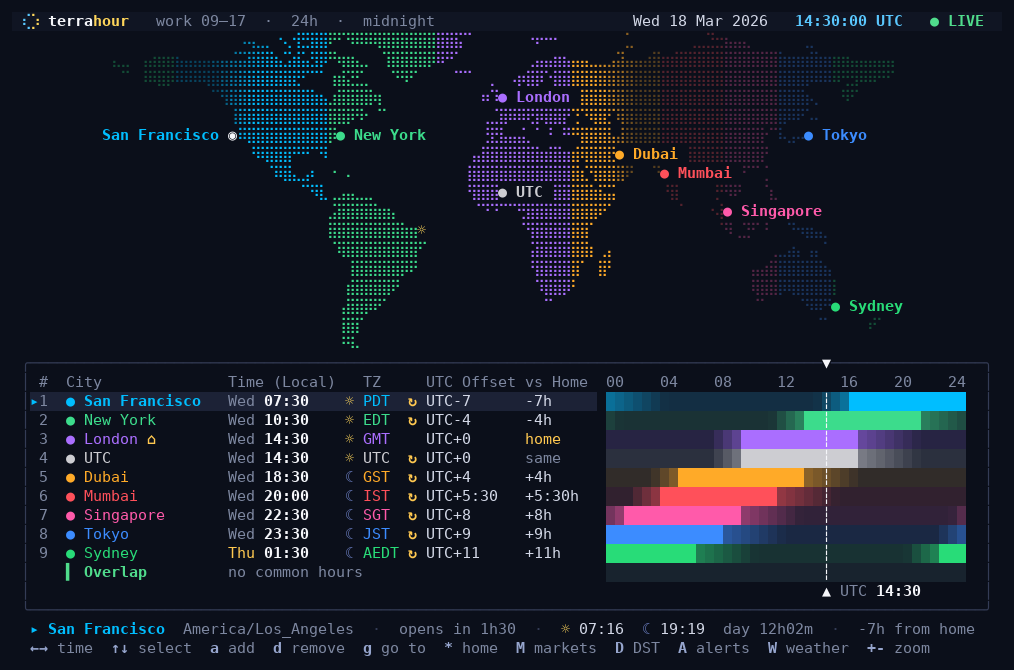 terrahour work 09–17 · 24h · midnight Wed 18 Mar 2026 14:30:00 UTC ● LIVE
● London
San Francisco ◉ ● New York ● Tokyo
● Dubai
● Mumbai
● UTC
● Singapore
● Sydney
# City Time (Local) TZ UTC Offset vs Home 00 04 08 12 16 20 24
▸1 ● San Francisco Wed 07:30 ☼ PDT ↻ UTC-7 -7h
2 ● New York Wed 10:30 ☼ EDT ↻ UTC-4 -4h
3 ● London ⌂ Wed 14:30 ☼ GMT ↻ UTC+0 home
4 ● UTC Wed 14:30 ☼ UTC UTC+0 same
5 ● Dubai Wed 18:30 ☾ GST ↻ UTC+4 +4h
6 ● Mumbai Wed 20:00 ☾ IST ↻ UTC+5:30 +5:30h
7 ● Singapore Wed 22:30 ☾ SGT ↻ UTC+8 +8h
8 ● Tokyo Wed 23:30 ☾ JST ↻ UTC+9 +9h
9 ● Sydney Thu 01:30 ☾ AEDT ↻ UTC+11 +11h
Overlap no common hours
▲ UTC 14:30
▸ San Francisco America/Los_Angeles · opens in 1h30 · ☼ 07:16 ☾ 19:19 day 12h02m · -7h from home
←→ time ↑↓ select a add d remove g go to * home M markets D DST A alerts W weather +- zoom